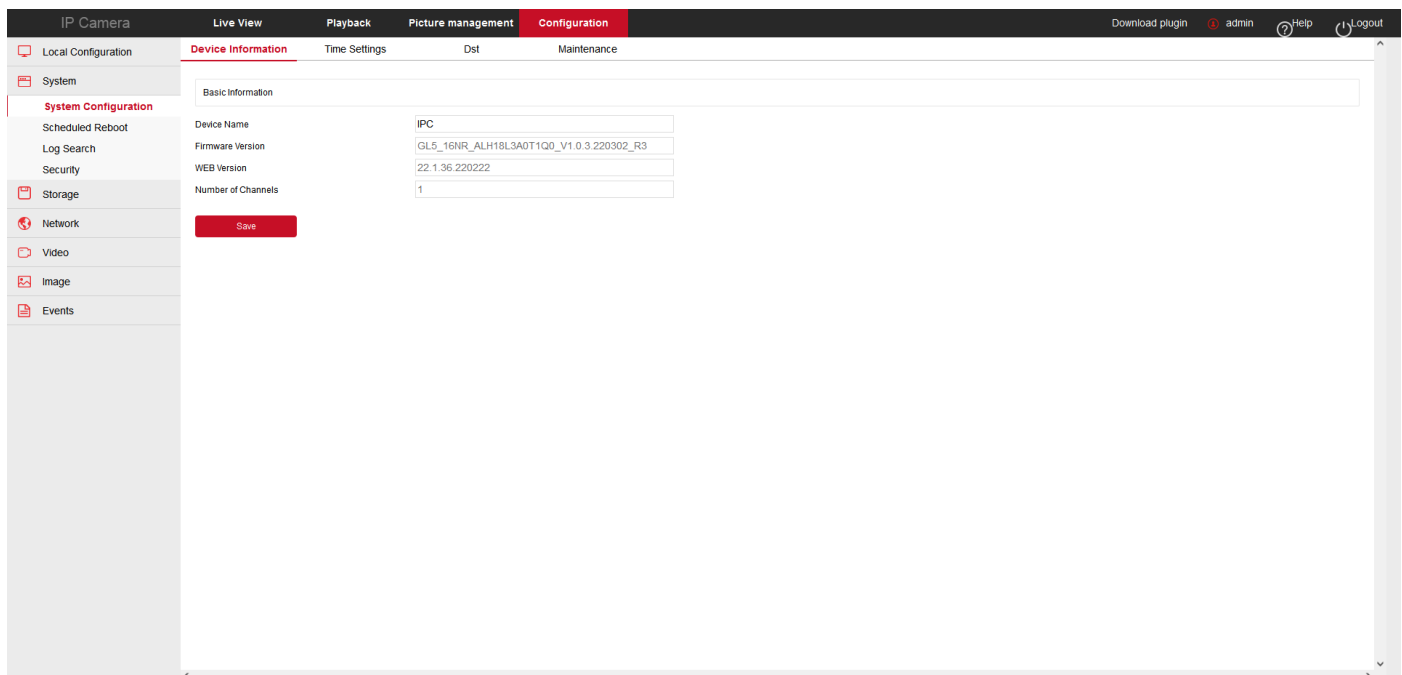 IP Camera Live View Playback Picture management Configuration Download plugin admin Help Logout
Local Configuration
System
System Configuration
Scheduled Reboot
Log Search
Security
Storage
Network
Video
Image
Events
Device Information Time Settings Dst Maintenance
Basic Information
Device Name IPC
Firmware Version GL5_16NR_ALH18L3A0T1Q0_V1.0.3.220302_R3
WEB Version 22.1.36.220222
Number of Channels 1
Save